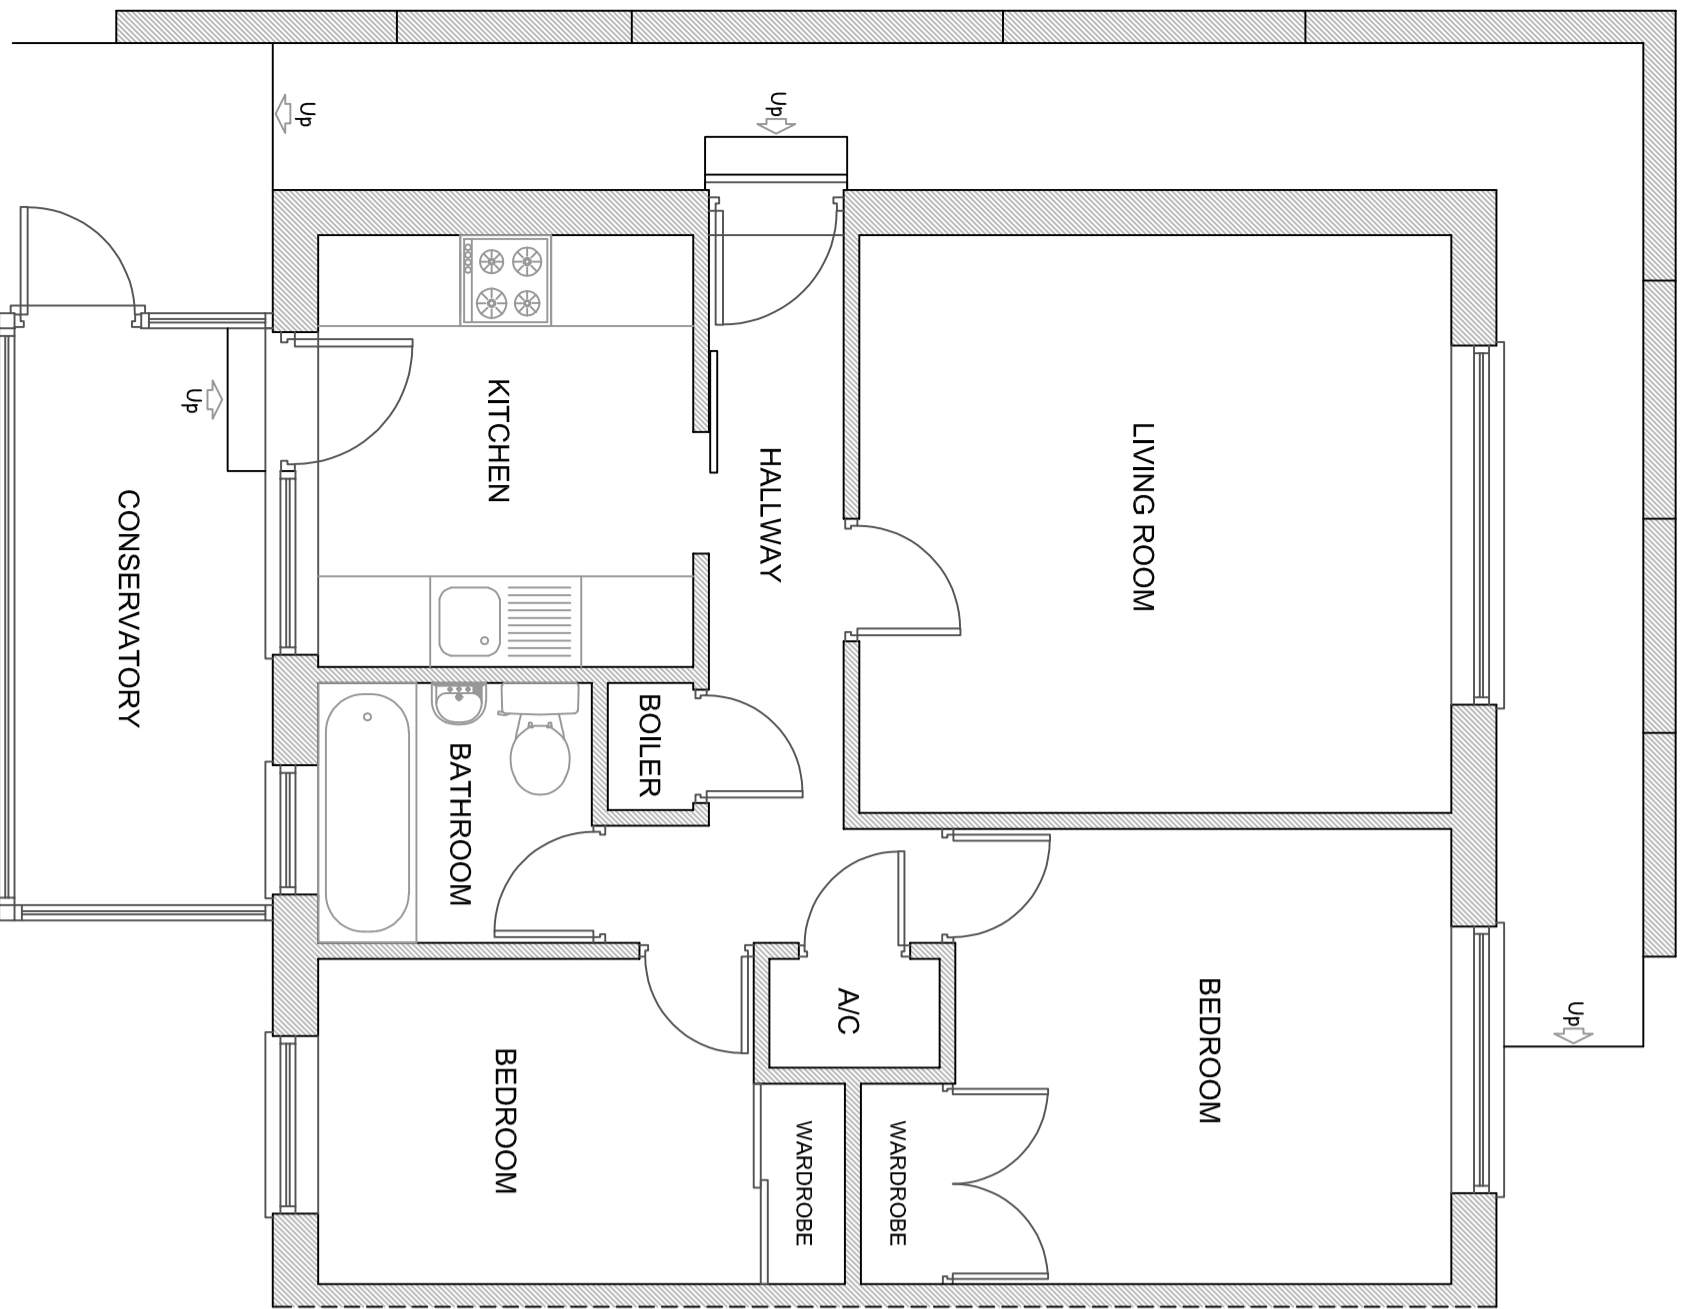 Up
Up
Up
KITCHEN
HALLWAY
LIVING ROOM
CONSERVATORY
BOILER
BATHROOM
A/C
BEDROOM
Up
BEDROOM
WARDROBE
WARDROBE